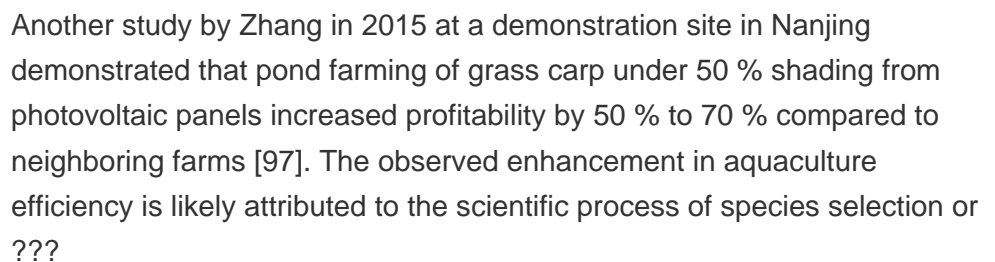 Another study by Zhang in 2015 at a demonstration site in Nanjing
demonstrated that pond farming of grass carp under 50 % shading from
photovoltaic panels increased profitability by 50 % to 70 % compared to
neighboring farms [97]. The observed enhancement in aquaculture
efficiency is likely attributed to the scientific process of species selection or
???